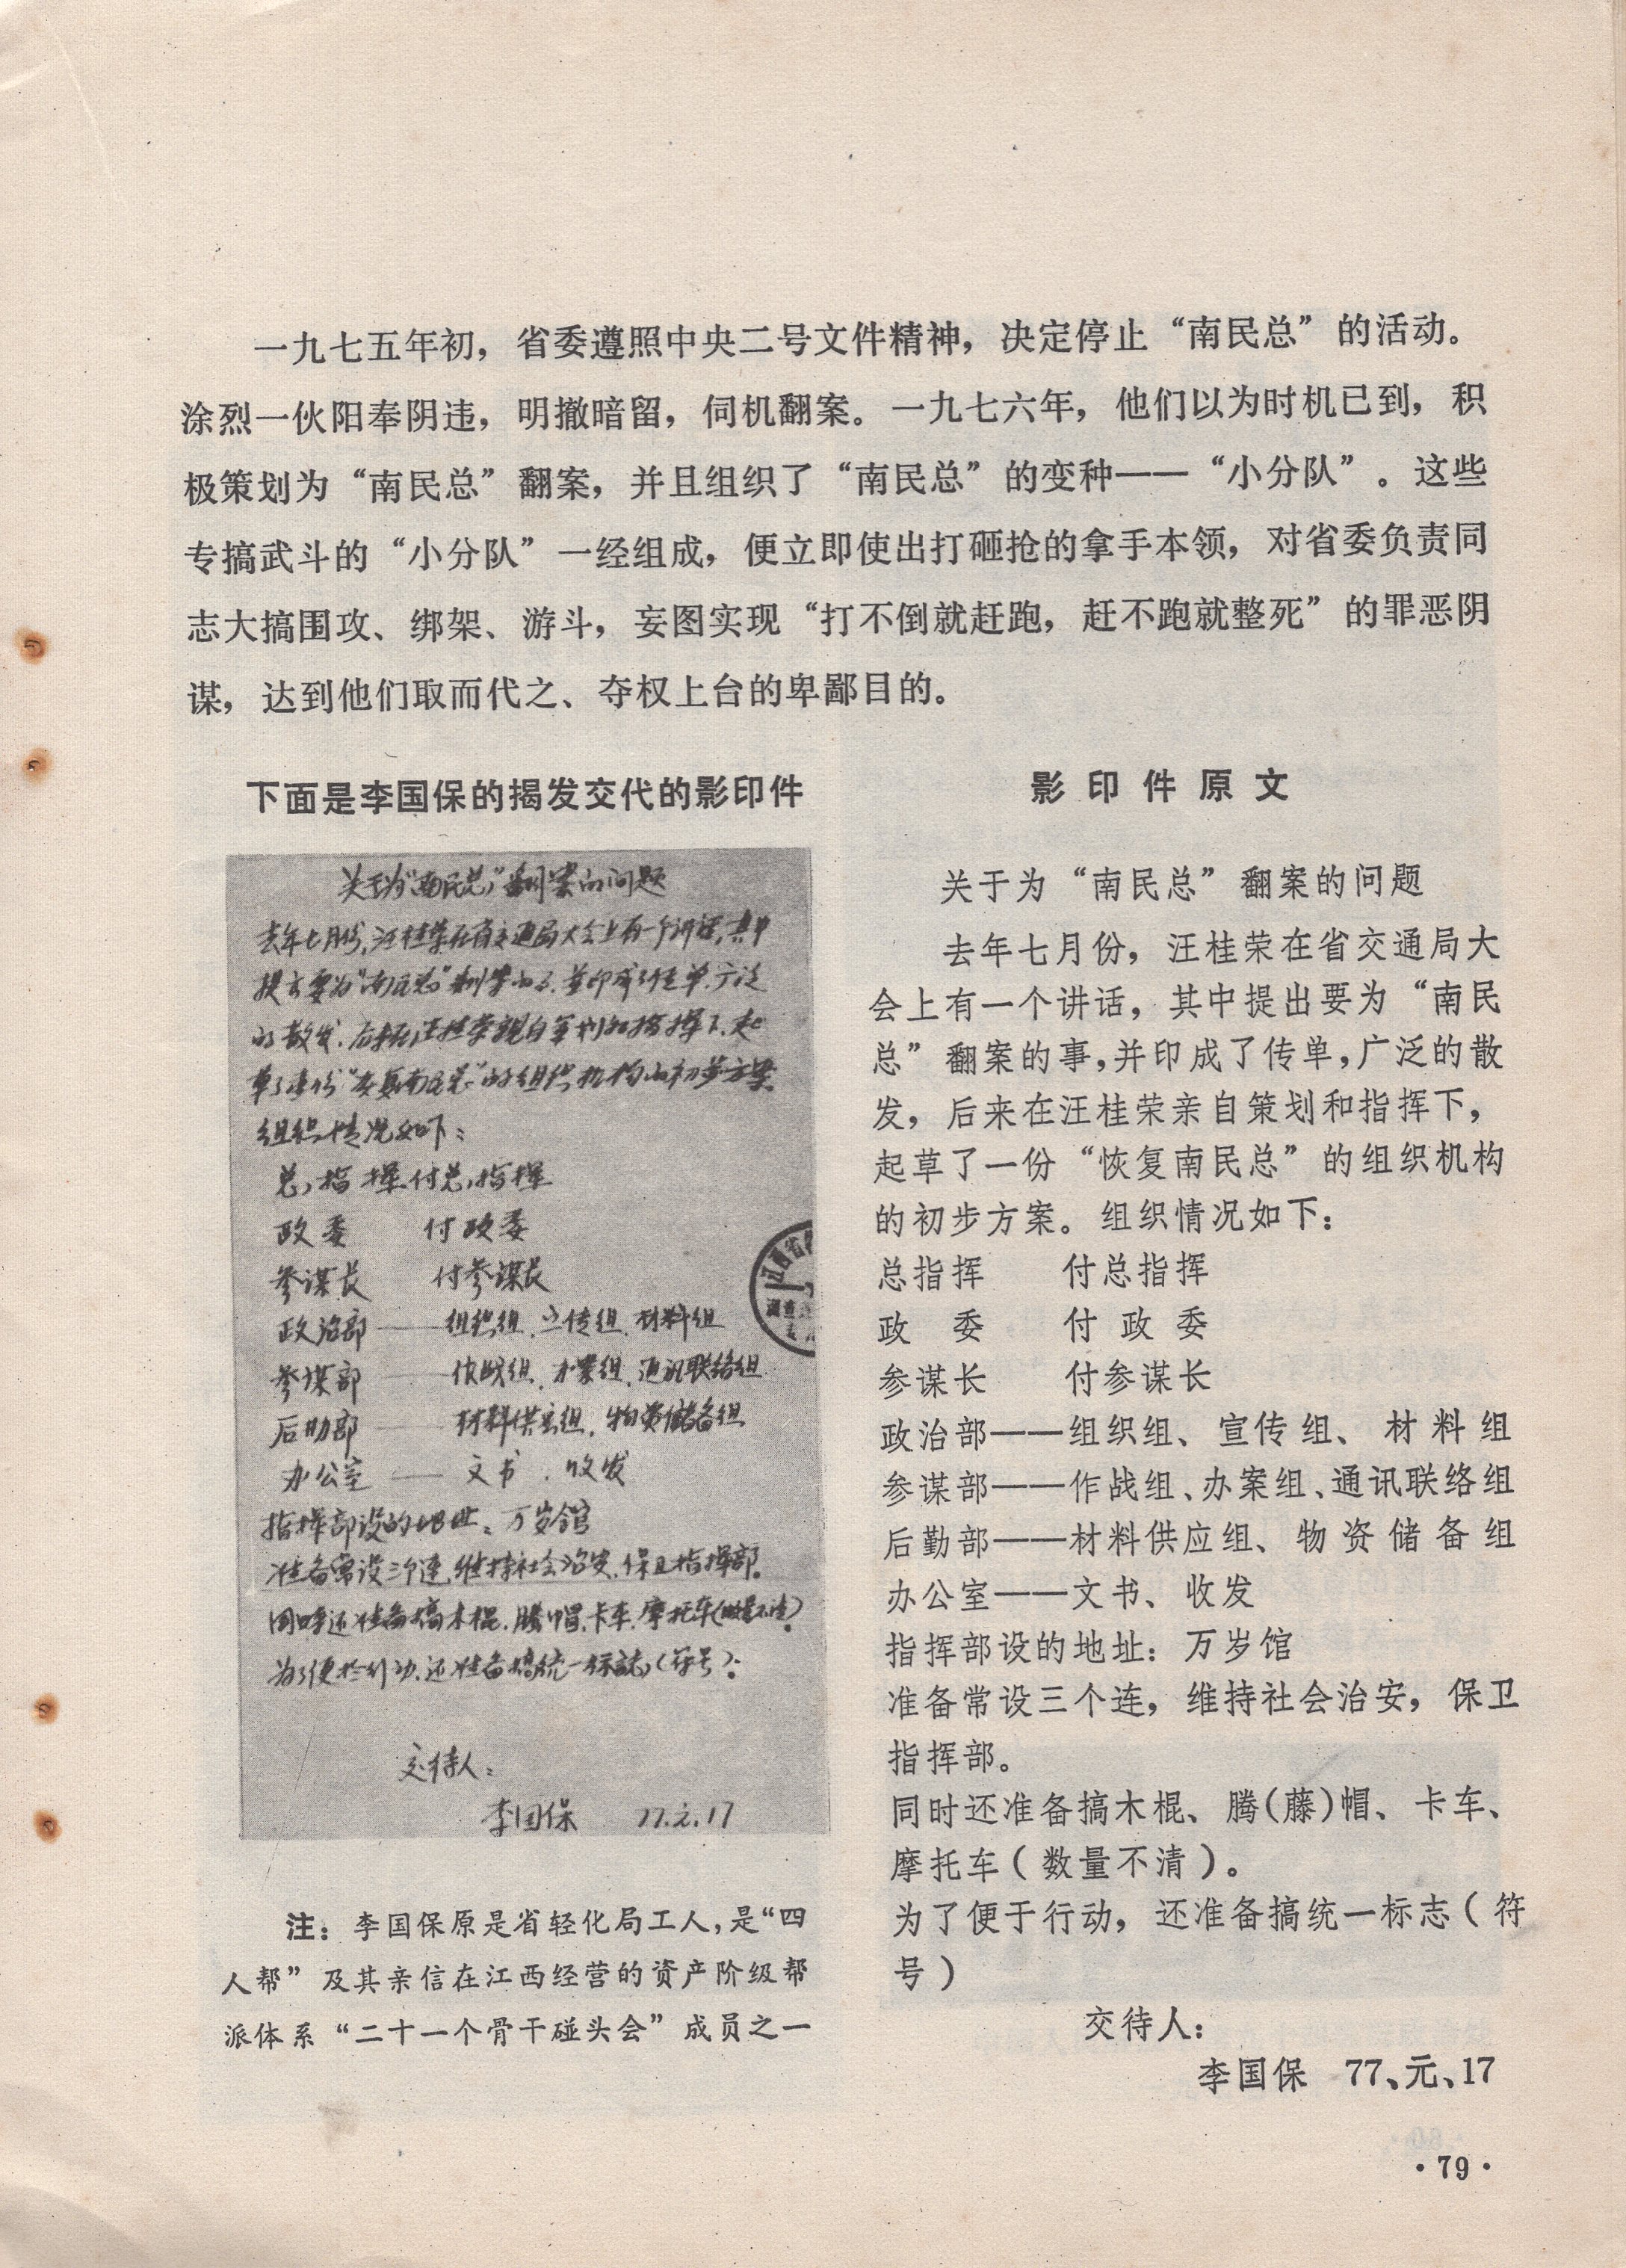 一九七五年初，省委遵照中央二号文件精神，决定停止“南民总”的活动。
涂烈一伙阳奉阴违，明撤暗留，伺机翻案。一九七六年，他们以为时机已到，积
极策划为“南民总”翻案，并且组织了“南民总”的变种——“小分队”。这些
专搞武斗的“小分队”一经组成，便立即使出打砸抢的拿手本领，对省委负责同
志大搞围攻、绑架、游斗，妄图实现“打不倒就赶跑，赶不跑就整死”的罪恶阴
谋，达到他们取而代之、夺权上台的卑鄙目的。
下面是李国保的揭发交代的影印件
关于为“南民总”翻案的问题
去年七月份，汪桂荣在省交通局大会上有一个讲话，其中
提出要为“南民总”翻案的事，并印成了传单，广泛
的散发，后来在汪桂荣亲自策划和指挥下，起
草了一份“恢复南民总”的组织机构的初步方案
组织情况如下：
总指挥 付总指挥
政委 付政委
参谋长 付参谋长
政治部——组织组、宣传组、材料组
参谋部——作战组、办案组、通讯联络组
后勤部——材料供应组、物资储备组
办公室——文书、收发
指挥部设的地址：万岁馆
准备常设三个连，维持社会治安，保卫指挥部。
同时还准备搞木棍、腾帽、卡车、摩托车（数量不清）。
为了便於行动，还准备搞统一标誌（符号）。
交待人：
李国保 77.元.17
江西省
注：李国保原是省轻化局工人，是“四
人帮”及其亲信在江西经营的资产阶级帮
派体系“二十一个骨干碰头会”成员之一
影印件原文
关于为“南民总”翻案的问题
去年七月份，汪桂荣在省交通局大
会上有一个讲话，其中提出要为“南民
总”翻案的事，并印成了传单，广泛的散
发，后来在汪桂荣亲自策划和指挥下，
起草了一份“恢复南民总”的组织机构
的初步方案。组织情况如下：
总指挥 付总指挥
政 委 付 政 委
参谋长 付参谋长
政治部——组织组、宣传组、材料组
参谋部——作战组、办案组、通讯联络组
后勤部——材料供应组、物资储备组
办公室——文书、收发
指挥部设的地址：万岁馆
准备常设三个连，维持社会治安，保卫
指挥部。
同时还准备搞木棍、腾（藤）帽、卡车、
摩托车（数量不清）。
为了便于行动，还准备搞统一标志（符
号）
交待人：
李国保 77、元、17
·79·